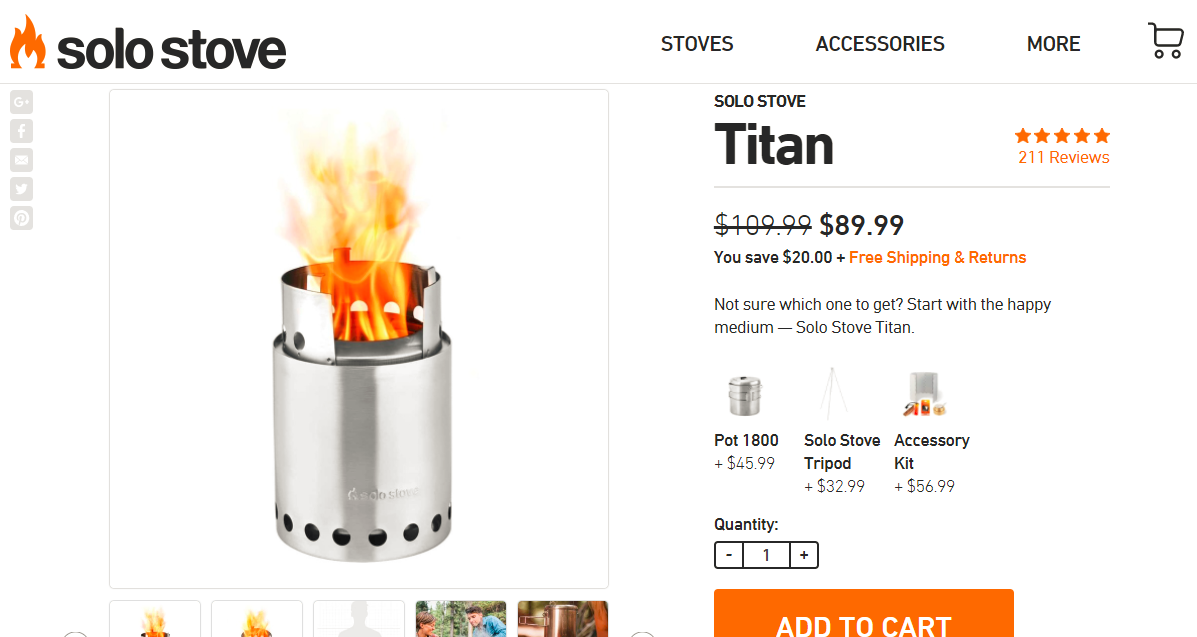 solo stove
STOVES
ACCESSORIES
MORE
SOLO STOVE
Titan
211 Reviews
$109.99 $89.99
You save $20.00 + Free Shipping & Returns
Not sure which one to get? Start with the happy
medium — Solo Stove Titan.
Pot 1800
+ $45.99
Solo Stove
Tripod
+ $32.99
Accessory
Kit
+ $56.99
Quantity:
- 1 +
ADD TO CART
solo stove